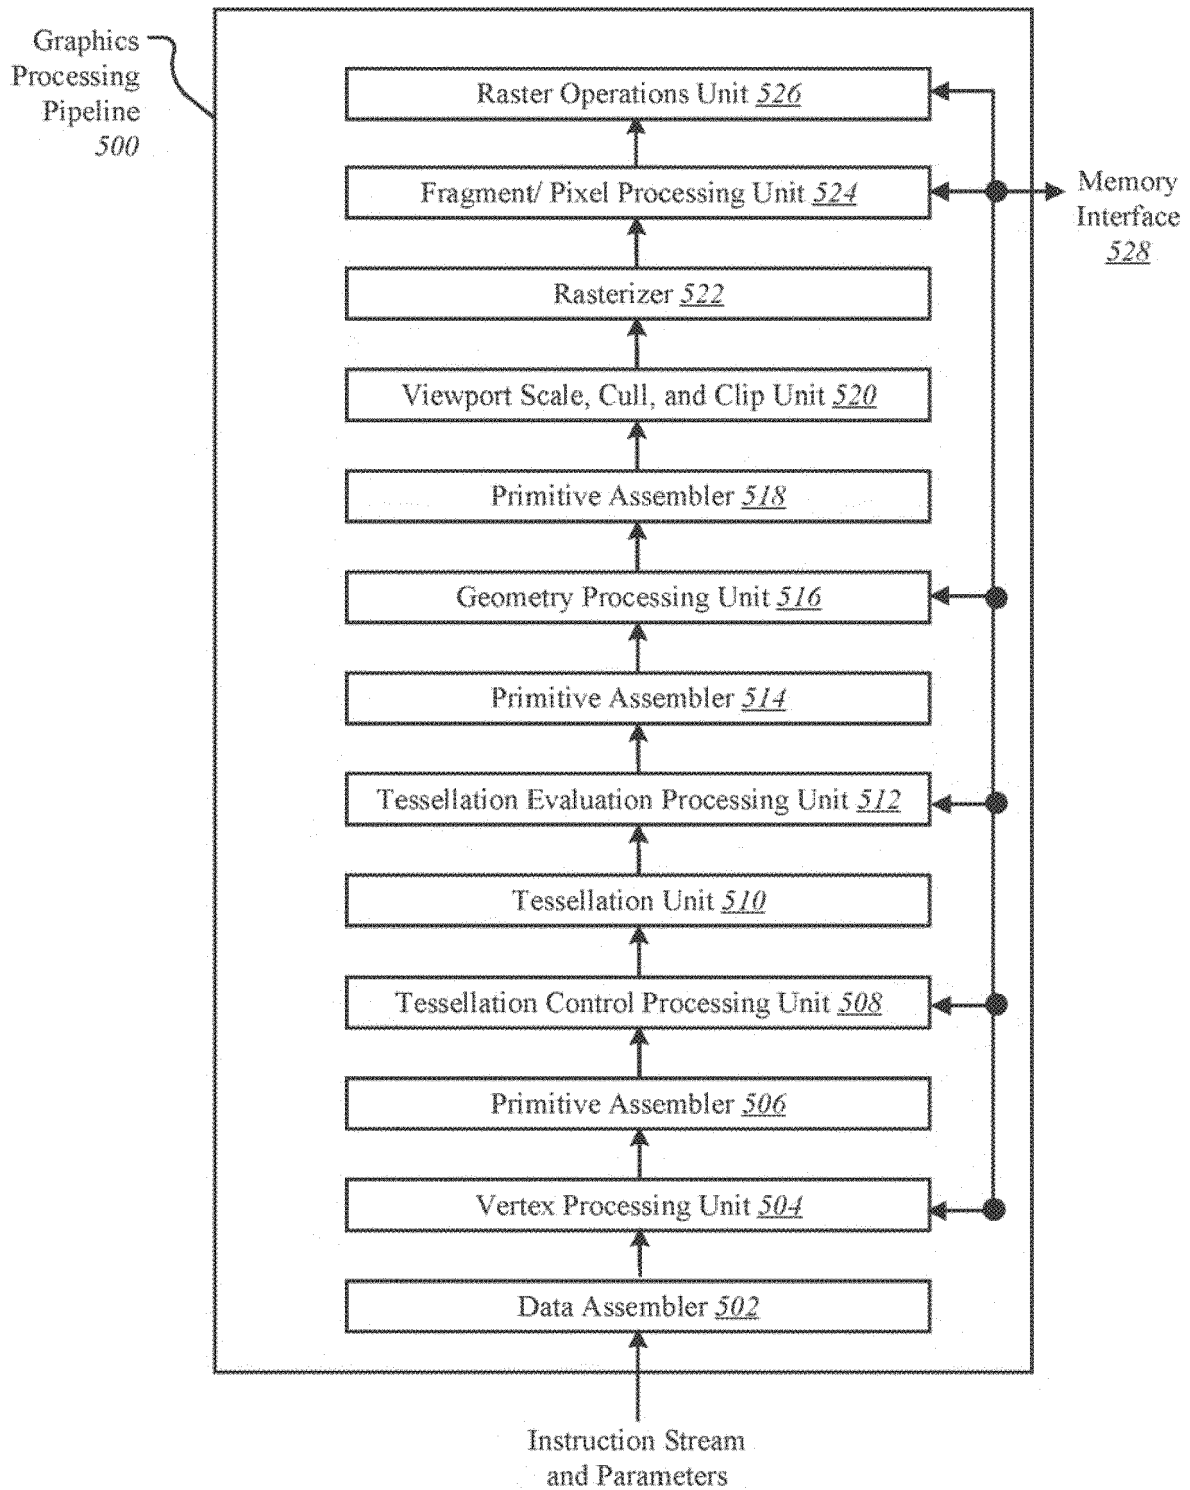 Graphics
Processing
Pipeline
500
Raster Operations Unit 526
Fragment/ Pixel Processing Unit 524
Memory
Interface
528
Rasterizer 522
Viewport Scale, Cull, and Clip Unit 520
Primitive Assembler 518
Geometry Processing Unit 516
Primitive Assembler 514
Tessellation Evaluation Processing Unit 512
Tessellation Unit 510
Tessellation Control Processing Unit 508
Primitive Assembler 506
Vertex Processing Unit 504
Data Assembler 502
Instruction Stream
and Parameters